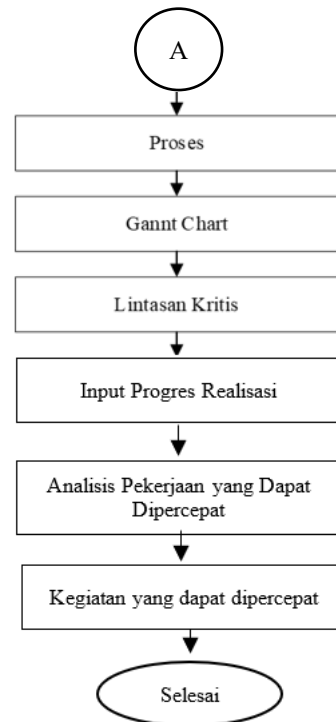 A
Proses
Gannt Chart
Lintasan Kritis
Input Progres Realisasi
Analisis Pekerjaan yang Dapat
Dipercepat
Kegiatan yang dapat dipercepat
Selesai